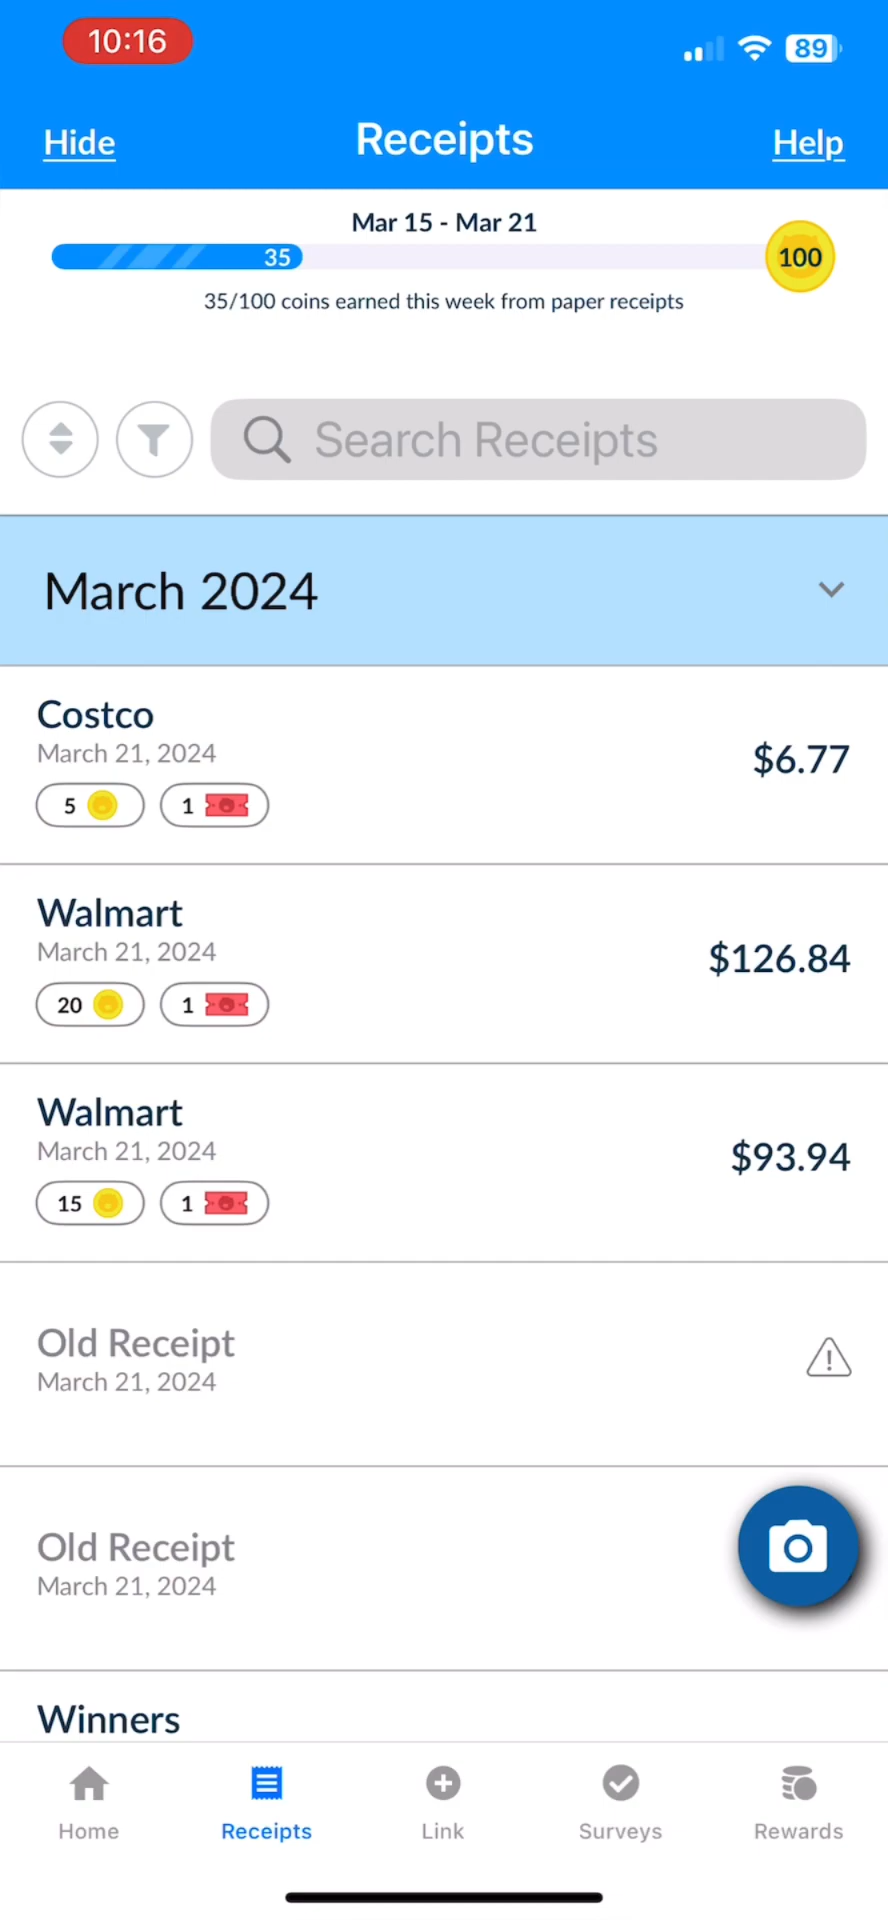 10:16
89
Hide
Receipts
Help
Mar 15 - Mar 21
35
100
35/100 coins earned this week from paper receipts
Search Receipts
March 2024
Costco
March 21, 2024
$6.77
5
1
Walmart
March 21, 2024
$126.84
20
1
Walmart
March 21, 2024
$93.94
15
1
Old Receipt
March 21, 2024
Old Receipt
March 21, 2024
Winners
Home
Receipts
Link
Surveys
Rewards